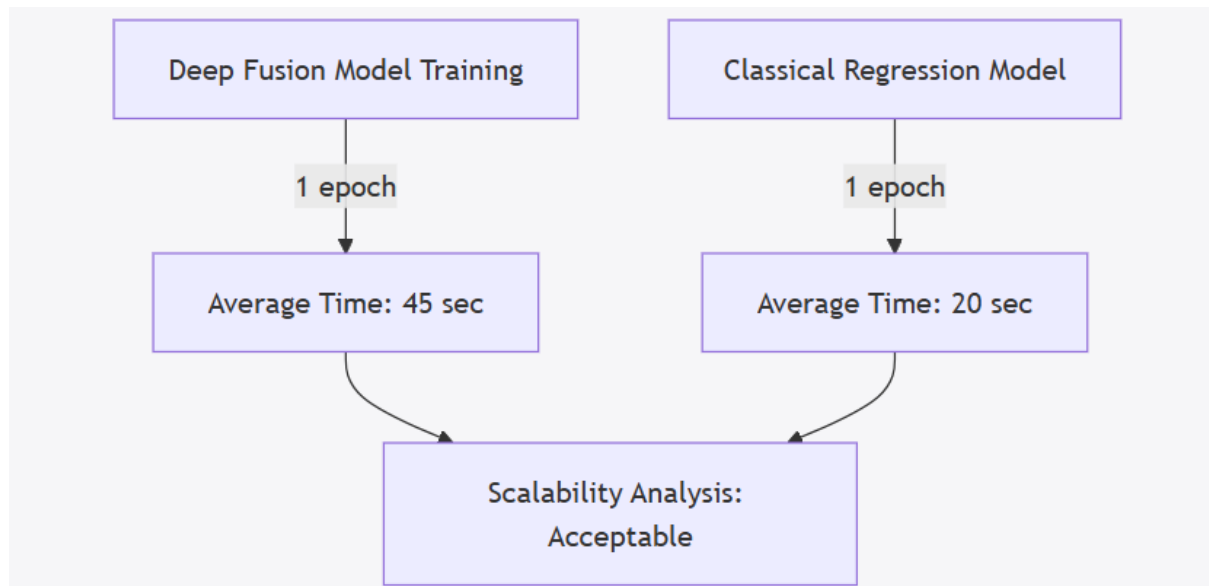 Deep Fusion Model Training
Classical Regression Model
1 epoch
1 epoch
Average Time: 45 sec
Average Time: 20 sec
Scalability Analysis:
Acceptable